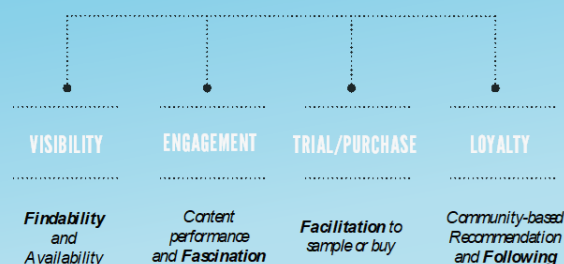 VISIBILITY
ENGAGEMENT
TRIAL/PURCHASE
LOYALTY
Findability
and
Availability
Content
performance
and Fascination
Facilitation to
sample or buy
Community-based
Recommendation
and Following